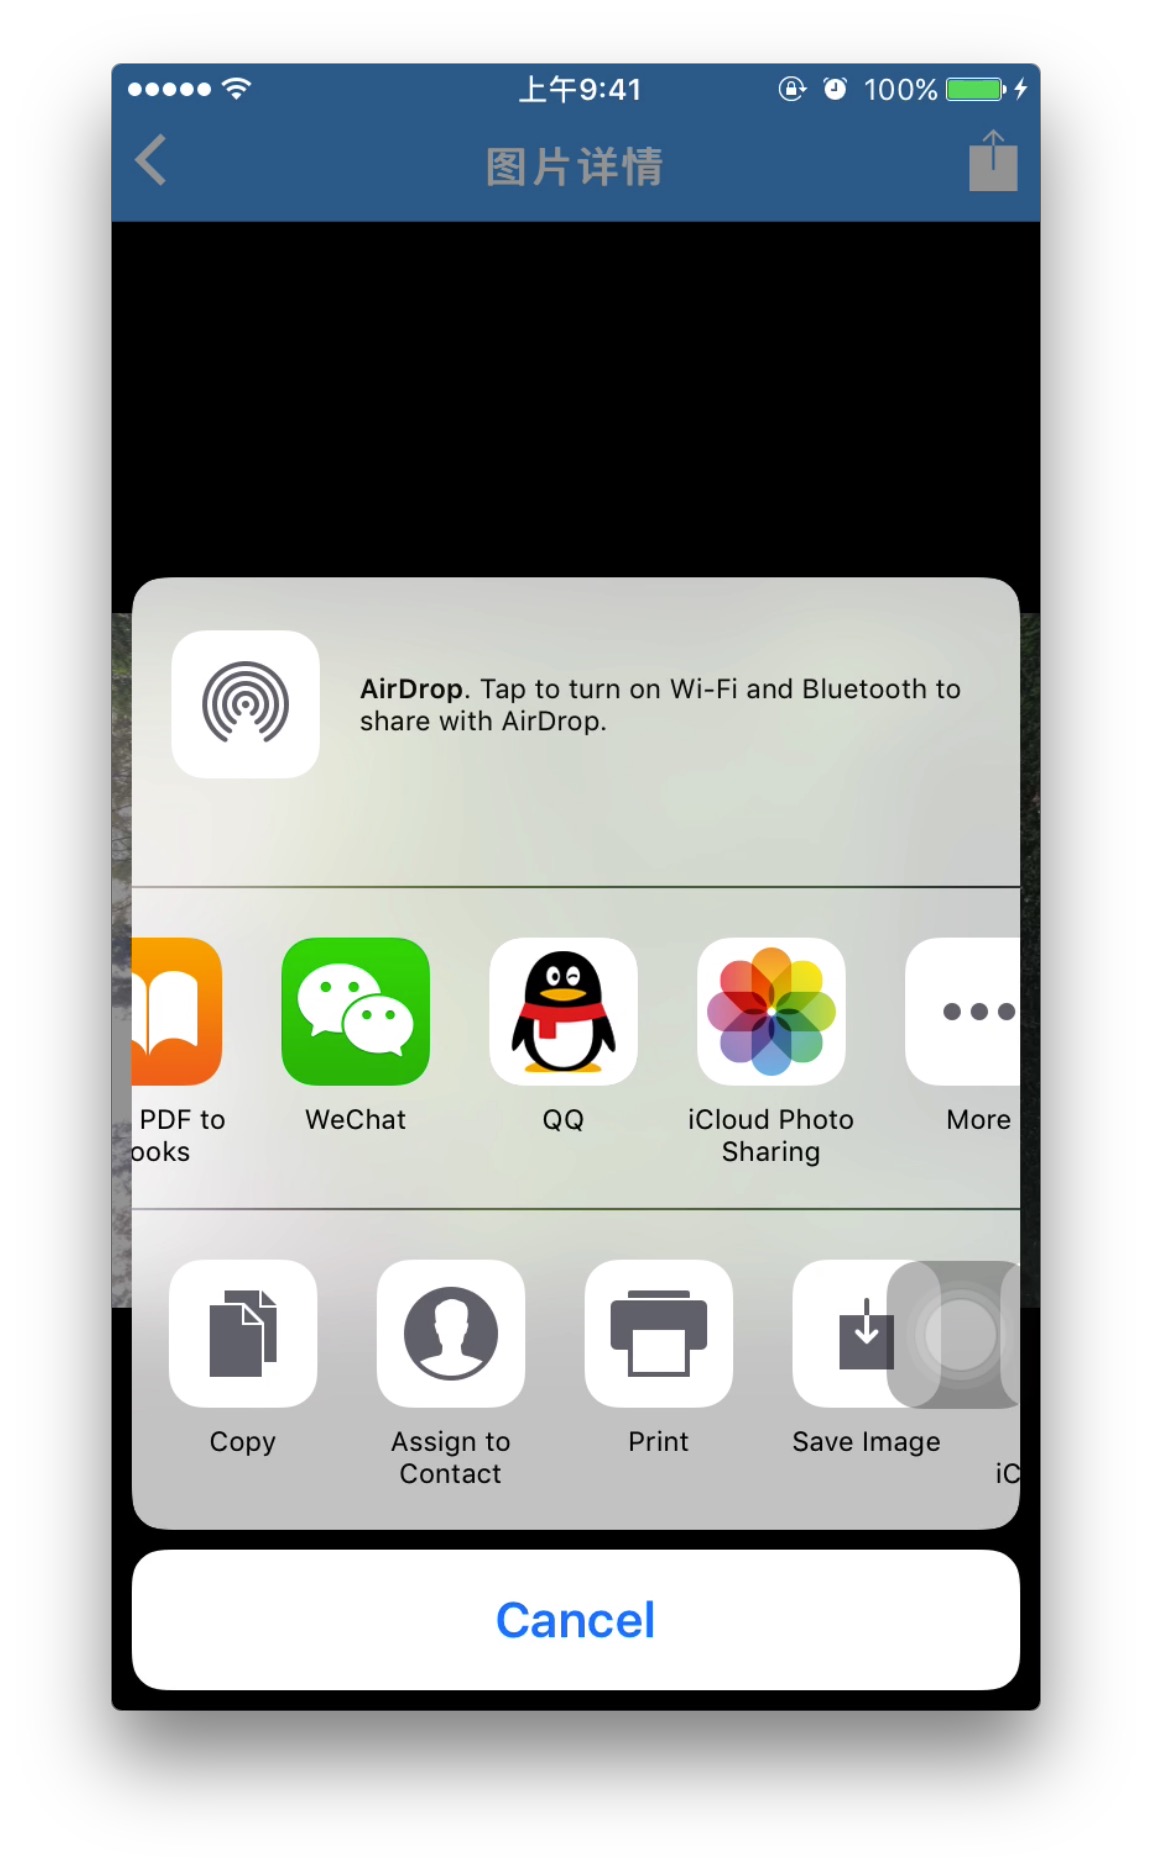 上午9:41
100%
图片详情
AirDrop. Tap to turn on Wi-Fi and Bluetooth to
share with AirDrop.
PDF to
ooks
WeChat
QQ
iCloud Photo
Sharing
More
Copy
Assign to
Contact
Print
Save Image
iC
Cancel